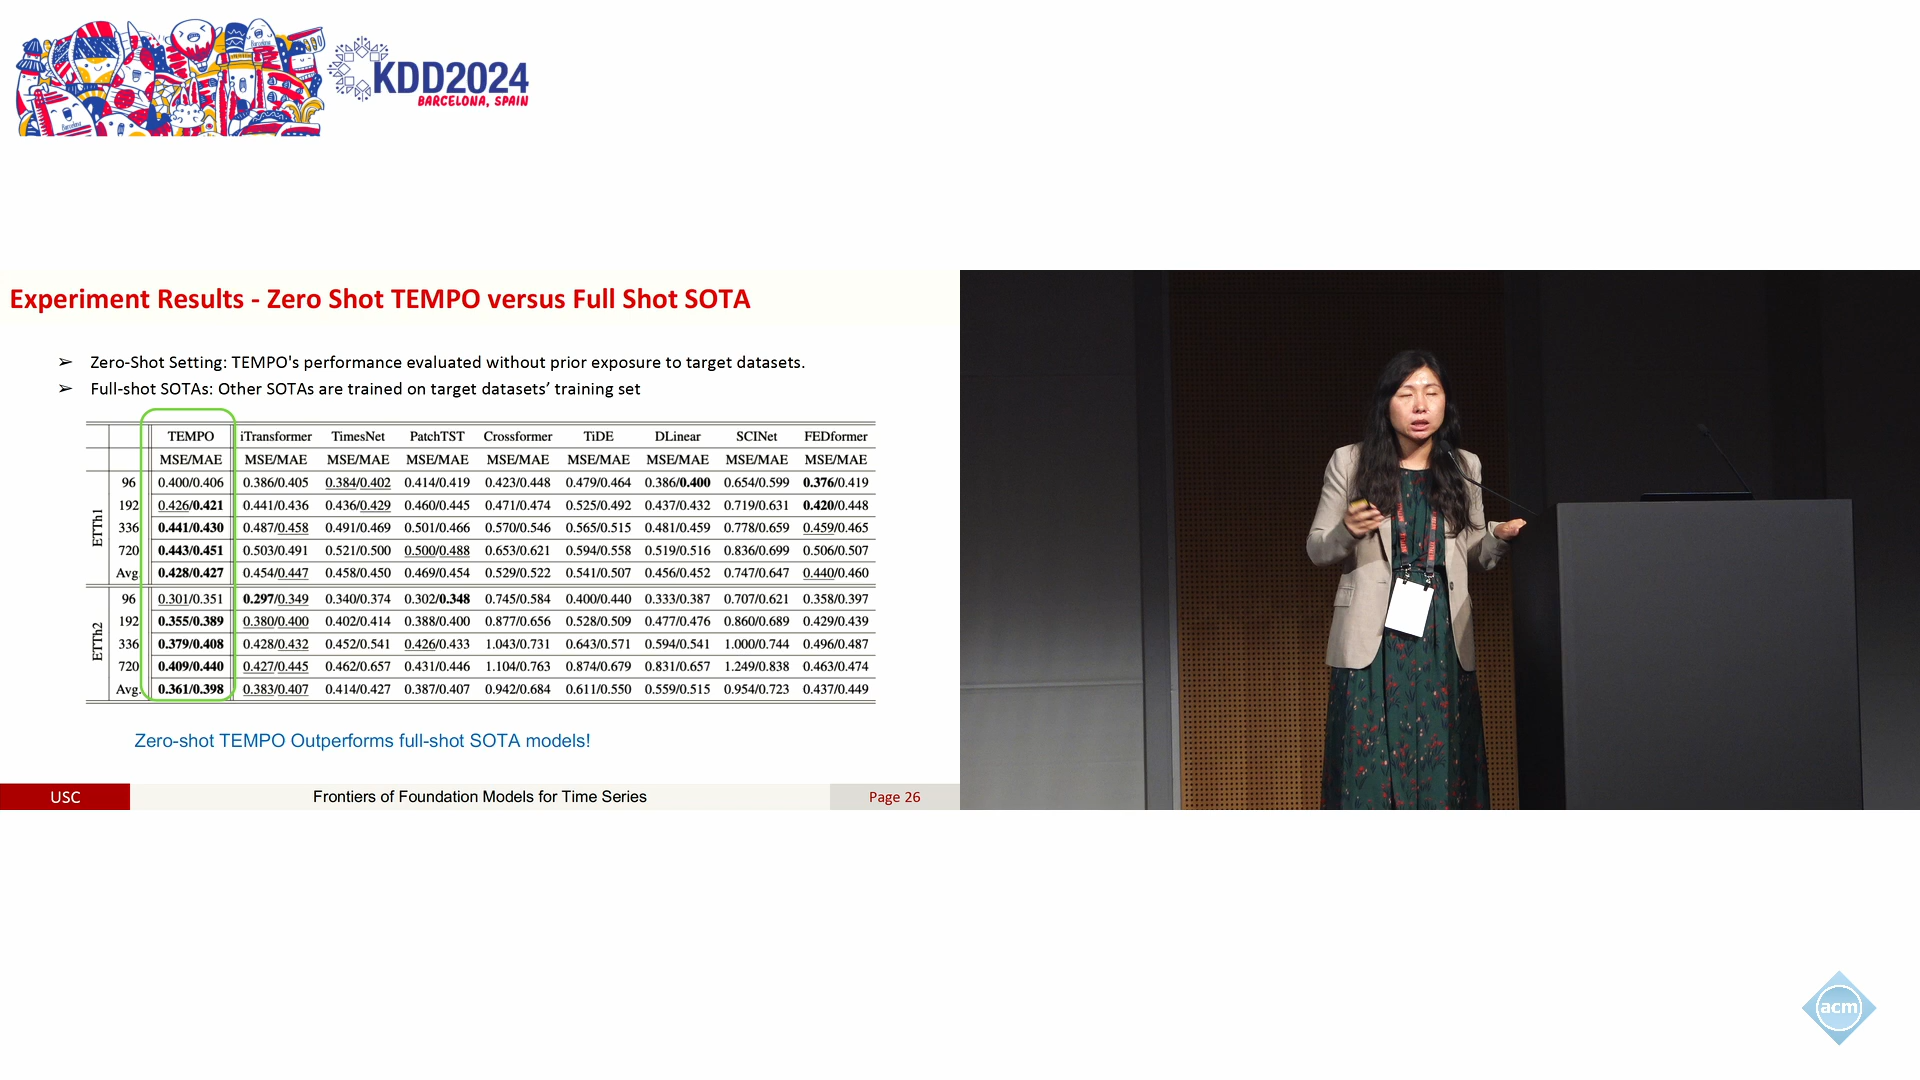 KDD2024
BARCELONA, SPAIN
Experiment Results - Zero Shot TEMPO versus Full Shot SOTA
➢ Zero-Shot Setting: TEMPO's performance evaluated without prior exposure to target datasets.
➢ Full-shot SOTAs: Other SOTAs are trained on target datasets’ training set
TEMPO iTransformer TimesNet PatchTST Crossformer TiDE DLinear SCINet FEDformer
MSE/MAE MSE/MAE MSE/MAE MSE/MAE MSE/MAE MSE/MAE MSE/MAE MSE/MAE MSE/MAE
ETTh1
96 0.400/0.406 0.386/0.405 0.384/0.402 0.414/0.419 0.423/0.448 0.479/0.464 0.386/0.400 0.654/0.599 0.376/0.419
192 0.426/0.421 0.441/0.436 0.436/0.429 0.460/0.445 0.471/0.474 0.525/0.492 0.437/0.432 0.719/0.631 0.420/0.448
336 0.441/0.430 0.487/0.458 0.491/0.469 0.501/0.466 0.570/0.546 0.565/0.515 0.481/0.459 0.778/0.659 0.459/0.465
720 0.443/0.451 0.503/0.491 0.521/0.500 0.500/0.488 0.653/0.621 0.594/0.558 0.519/0.516 0.836/0.699 0.506/0.507
Avg. 0.428/0.427 0.454/0.447 0.458/0.450 0.469/0.454 0.529/0.522 0.541/0.507 0.456/0.452 0.747/0.647 0.440/0.460
ETTh2
96 0.301/0.351 0.297/0.349 0.340/0.374 0.302/0.348 0.745/0.584 0.400/0.440 0.333/0.387 0.707/0.621 0.358/0.397
192 0.355/0.389 0.380/0.400 0.402/0.414 0.388/0.400 0.877/0.656 0.528/0.509 0.477/0.476 0.860/0.689 0.429/0.439
336 0.379/0.408 0.428/0.432 0.452/0.541 0.426/0.433 1.043/0.731 0.643/0.571 0.594/0.541 1.000/0.744 0.496/0.487
720 0.409/0.440 0.427/0.445 0.462/0.657 0.431/0.446 1.104/0.763 0.874/0.679 0.831/0.657 1.249/0.838 0.463/0.474
Avg. 0.361/0.398 0.383/0.407 0.414/0.427 0.387/0.407 0.942/0.684 0.611/0.550 0.559/0.515 0.954/0.723 0.437/0.449
Zero-shot TEMPO Outperforms full-shot SOTA models!
USC
Frontiers of Foundation Models for Time Series
Page 26
acm